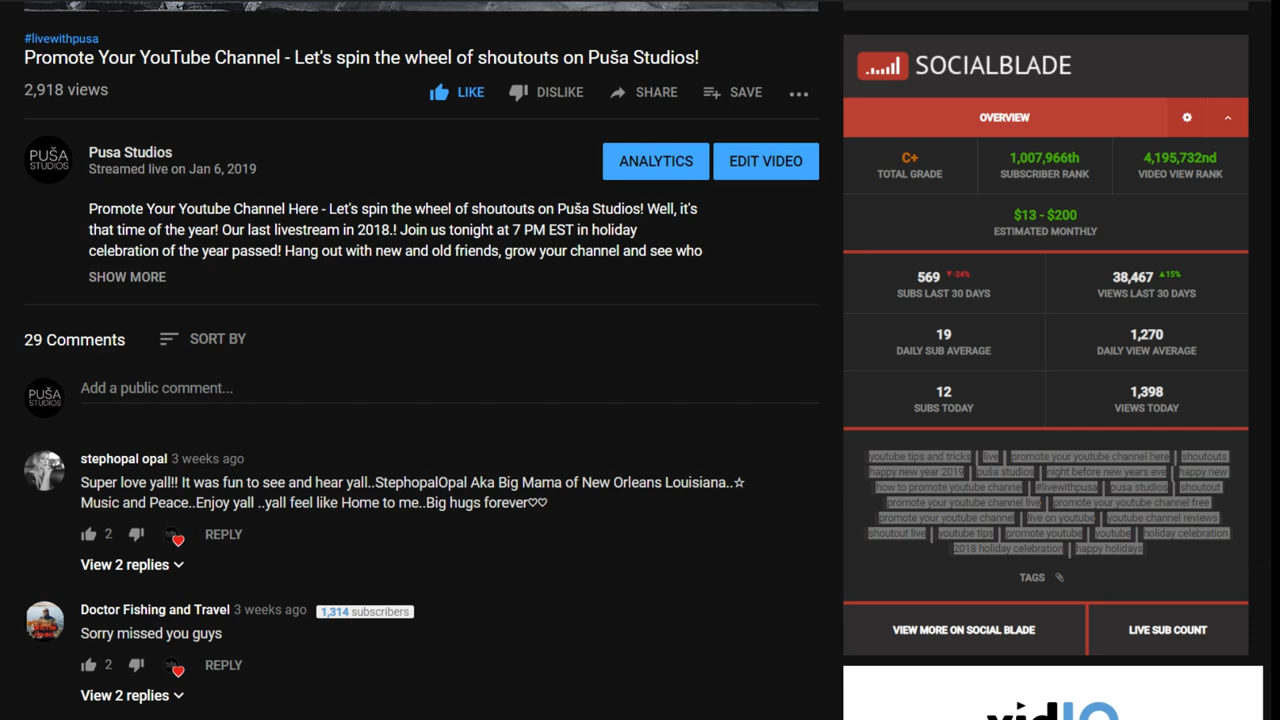 #livewithpusa
Promote Your YouTube Channel - Let's spin the wheel of shoutouts on Puša Studios!
2,918 views
LIKE
DISLIKE
SHARE
SAVE
PUŠA
STUDIOS
Pusa Studios
Streamed live on Jan 6, 2019
ANALYTICS
EDIT VIDEO
Promote Your Youtube Channel Here - Let's spin the wheel of shoutouts on Puša Studios! Well, it's
that time of the year! Our last livestream in 2018.! Join us tonight at 7 PM EST in holiday
celebration of the year passed! Hang out with new and old friends, grow your channel and see who
SHOW MORE
29 Comments
SORT BY
PUŠA
STUDIOS
Add a public comment...
stephopal opal 3 weeks ago
Super love yall!! It was fun to see and hear yall..StephopalOpal Aka Big Mama of New Orleans Louisiana..☆
Music and Peace..Enjoy yall ..yall feel like Home to me..Big hugs forever♡♡
2
REPLY
View 2 replies
Doctor Fishing and Travel 3 weeks ago 1,314 subscribers
Sorry missed you guys
2
REPLY
View 2 replies
SOCIALBLADE
OVERVIEW
C+
TOTAL GRADE
1,007,966th
SUBSCRIBER RANK
4,195,732nd
VIDEO VIEW RANK
$13 - $200
ESTIMATED MONTHLY
569 -24%
SUBS LAST 30 DAYS
38,467 15%
VIEWS LAST 30 DAYS
19
DAILY SUB AVERAGE
1,270
DAILY VIEW AVERAGE
12
SUBS TODAY
1,398
VIEWS TODAY
youtube tips and tricks | live | promote your youtube channel here | shoutouts
happy new year 2019 | puša studios | night before new years eve | happy new
how to promote youtube channel | #livewithpusa | pusa studios | shoutout
promote your youtube channel live | promote your youtube channel free
promote your youtube channel | live on youtube | youtube channel reviews
shoutout live | youtube tips | promote youtube | youtube | holiday celebration
2018 holiday celebration | happy holidays
TAGS
VIEW MORE ON SOCIAL BLADE
LIVE SUB COUNT
vidIQ